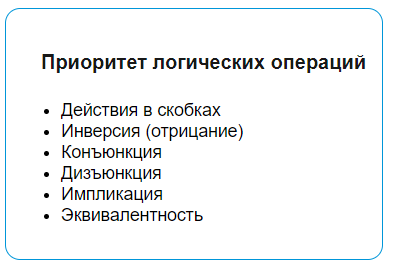 Приоритет логических операций
• Действия в скобках
• Инверсия (отрицание)
• Конъюнкция
• Дизъюнкция
• Импликация
• Эквивалентность